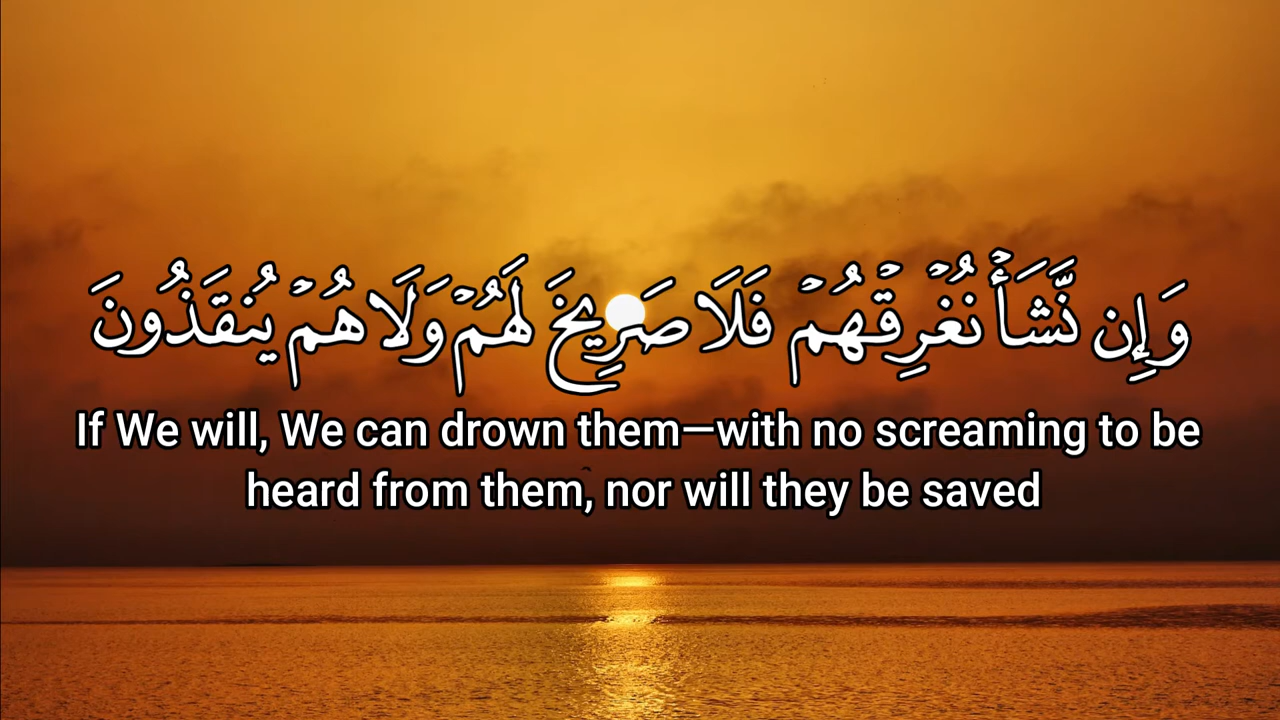 وَإِن نَّشَأۡ نُغۡرِقۡهُمۡ فَلَا صَرِيخَ لَهُمۡ وَلَا هُمۡ يُنقَذُونَ
If We will, We can drown them—with no screaming to be
heard from them, nor will they be saved